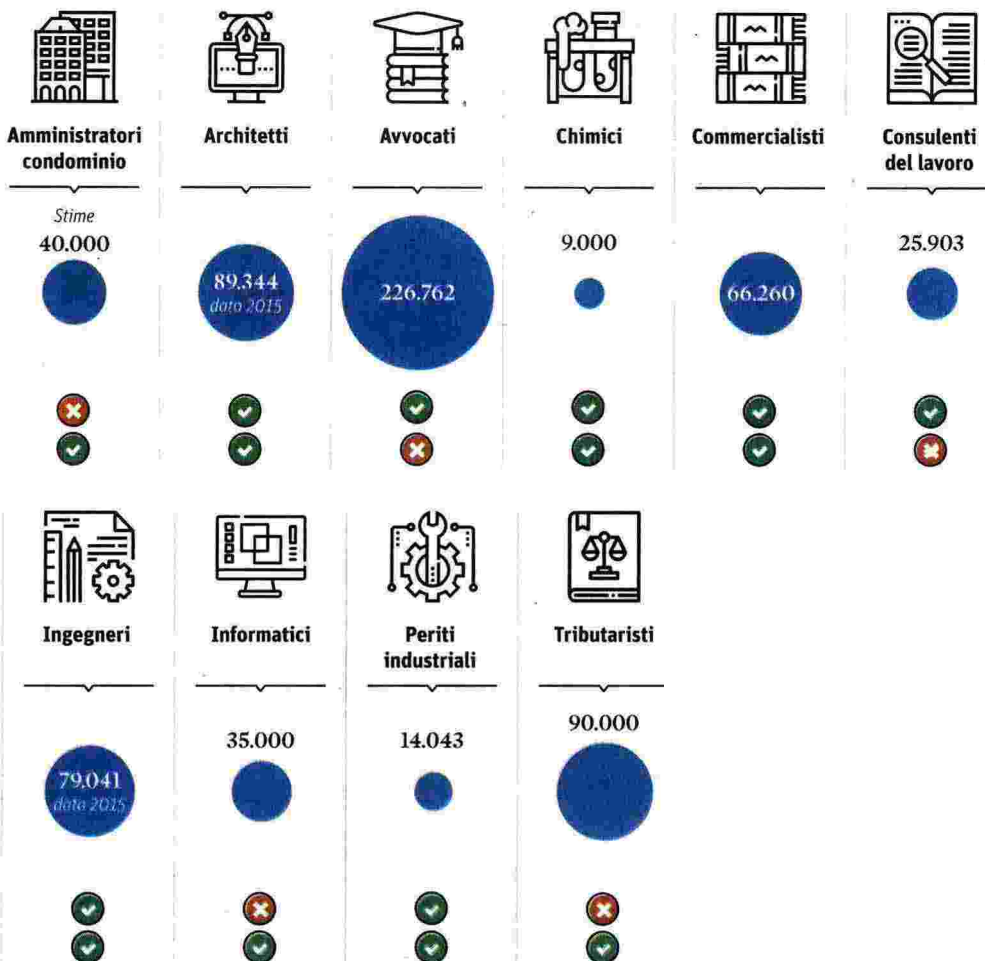 Amministratori
condominio
Architetti
Avvocati
Chimici
Commercialisti
Consulenti
del lavoro
Stime
40.000
89.344
dato 2015
226.762
9.000
66.260
25.903
Ingegneri
Informatici
Periti
industriali
Tributaristi
79.041
dato 2015
35.000
14.043
90.000